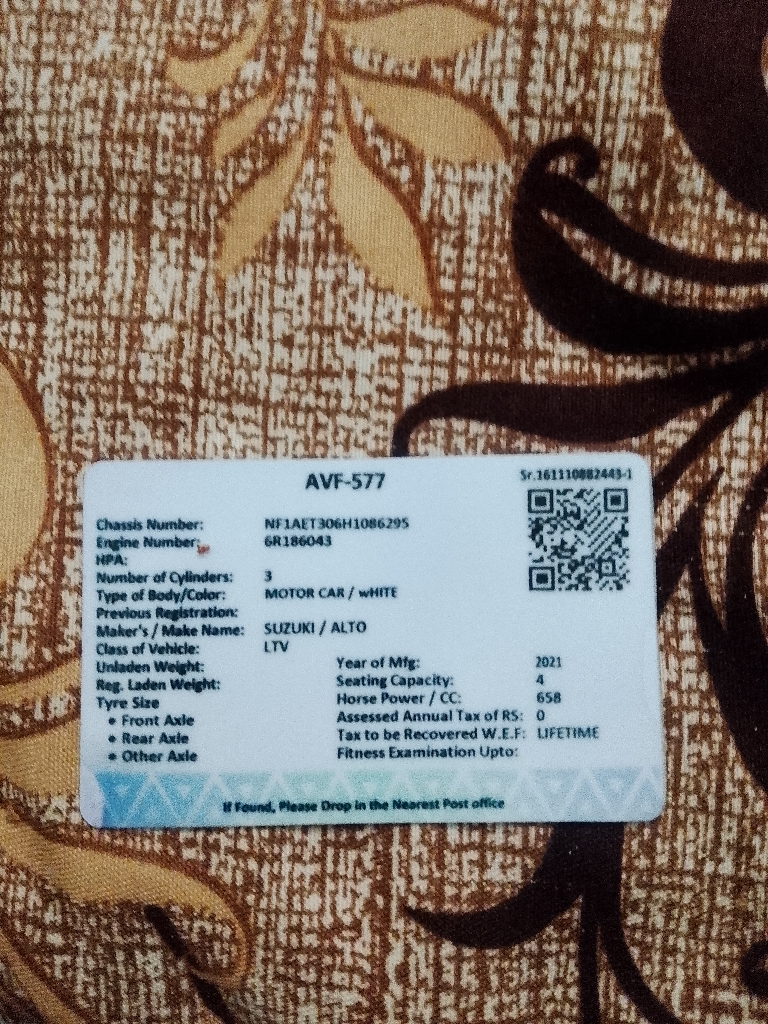 AVF-577
Sr.161110882443-1
Chassis Number: NF1AET306H1086295
Engine Number: 6R186043
HPA:
Number of Cylinders: 3
Type of Body/Color: MOTOR CAR / wHITE
Previous Registration:
Maker's / Make Name: SUZUKI / ALTO
Class of Vehicle: LTV
Unladen Weight:
Reg. Laden Weight:
Tyre Size
• Front Axle
• Rear Axle
• Other Axle
Year of Mfg: 2021
Seating Capacity: 4
Horse Power / CC: 658
Assessed Annual Tax of RS: 0
Tax to be Recovered W.E.F: LIFETIME
Fitness Examination Upto:
If Found, Please Drop in the Nearest Post office